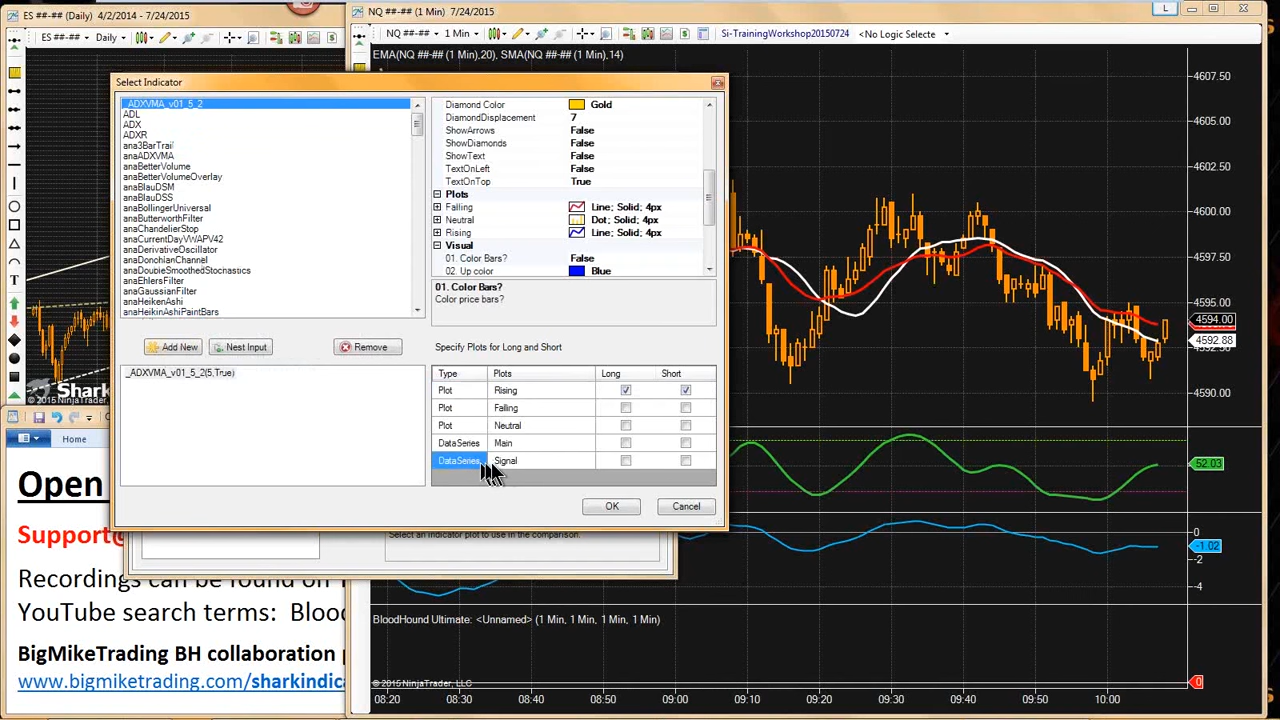 ES ##-## (Daily) 4/2/2014 - 7/24/2015
ES ##-## Daily
NQ ##-## (1 Min) 7/24/2015
L
NQ ##-## 1 Min
Si-TrainingWorkshop20150724 <No Logic Selecte
EMA(NQ ##-## (1 Min),20), SMA(NQ ##-## (1 Min),14)
Select Indicator
_ADXVMA_v01_5_2
ADL
ADX
ADXR
ana3BarTrail
anaADXVMA
anaBetterVolume
anaBetterVolumeOverlay
anaBlauDSM
anaBlauDSS
anaBollingerUniversal
anaButterworthFilter
anaChandelierStop
anaCurrentDayVWAPV42
anaDerivativeOscillator
anaDonchianChannel
anaDoubleSmoothedStochastics
anaEhlersFilter
anaGaussianFilter
anaHeikenAshi
anaHeikinAshiPaintBars
Diamond Color Gold
DiamondDisplacement 7
ShowArrows False
ShowDiamonds False
ShowText False
TextOnLeft False
TextOnTop True
Plots
Falling Line; Solid; 4px
Neutral Dot; Solid; 4px
Rising Line; Solid; 4px
Visual
01. Color Bars? False
02. Up color Blue
01. Color Bars?
Color price bars?
Add New Nest Input Remove
Specify Plots for Long and Short
_ADXVMA_v01_5_2(5,True)
Type Plots Long Short
Plot Rising
Plot Falling
Plot Neutral
DataSeries Main
DataSeries Signal
OK Cancel
Select an indicator plot to use in the comparison.
Shark
© 2015 NinjaTrader,
Home
Open
Support@
Recordings can be found on
YouTube search terms: Blood
BigMikeTrading BH collaboration
www.bigmiketrading.com/sharkindica
4607.50
4605.00
4602.50
4600.00
4597.50
4595.00
4594.00
4592.88
4590.00
52.03
0
-1.02
-2
-4
BloodHound Ultimate: <Unnamed> (1 Min, 1 Min, 1 Min, 1 Min)
© 2015 NinjaTrader, LLC
0
08:20 08:30 08:40 08:50 09:00 09:10 09:20 09:30 09:40 09:50 10:00